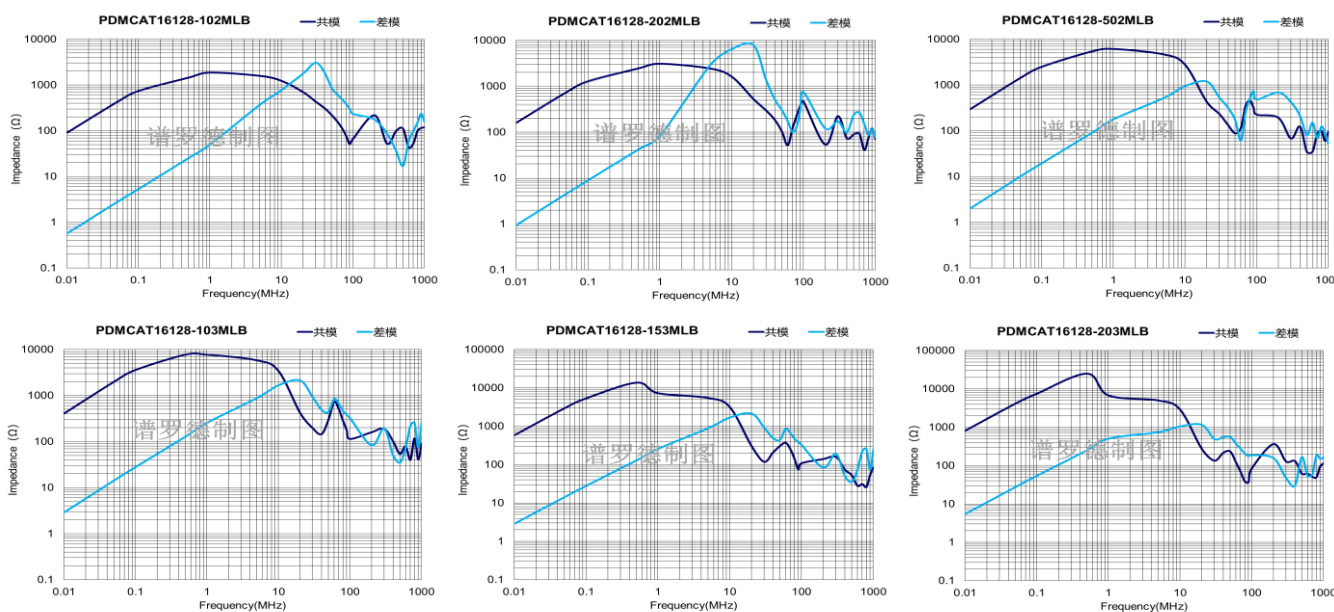 PDMCAT16128-102MLB 共模 差模
10000
1000
100
10
1
0.1
Impedance (Ω)
谱罗德制图
0.01 0.1 1 10 100 1000
Frequency(MHz)
PDMCAT16128-202MLB 共模 差模
10000
1000
100
10
1
0.1
Impedance (Ω)
谱罗德制图
0.01 0.1 1 10 100 1000
Frequency(MHz)
PDMCAT16128-502MLB 共模 差模
10000
1000
100
10
1
0.1
Impedance (Ω)
谱罗德制图
0.01 0.1 1 10 100 1000
Frequency(MHz)
PDMCAT16128-103MLB 共模 差模
10000
1000
100
10
1
0.1
Impedance (Ω)
谱罗德制图
0.01 0.1 1 10 100 1000
Frequency(MHz)
PDMCAT16128-153MLB 共模 差模
100000
10000
1000
100
10
1
0.1
Impedance (Ω)
谱罗德制图
0.01 0.1 1 10 100 1000
Frequency(MHz)
PDMCAT16128-203MLB 共模 差模
100000
10000
1000
100
10
1
0.1
Impedance (Ω)
谱罗德制图
0.01 0.1 1 10 100 1000
Frequency(MHz)